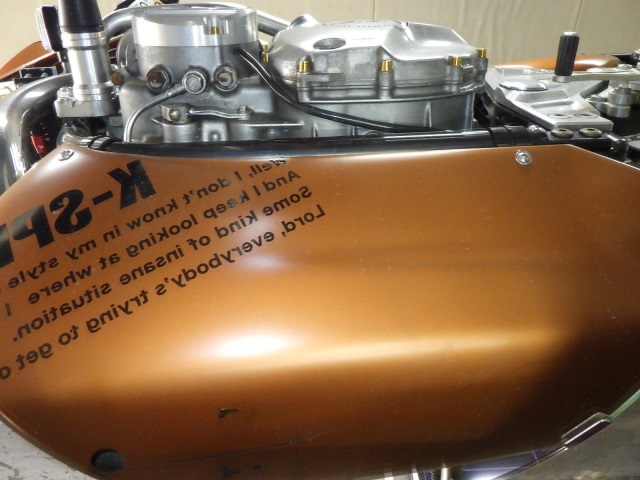 K-SP
Well, I don't know in my style
And I keep looking at where I
Some kind of insane situation.
Lord, everybody's trying to get